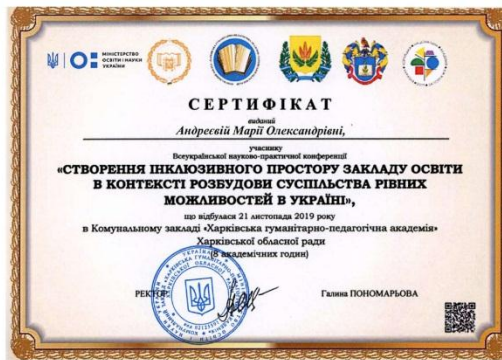 МІНІСТЕРСТВО
ОСВІТИ І НАУКИ
УКРАЇНИ
СЕРТИФІКАТ
виданий
Андреєвій Марії Олександрівні,
учаснику
Всеукраїнської науково-практичної конференції
«СТВОРЕННЯ ІНКЛЮЗИВНОГО ПРОСТОРУ ЗАКЛАДУ ОСВІТИ
В КОНТЕКСТІ РОЗБУДОВИ СУСПІЛЬСТВА РІВНИХ
МОЖЛИВОСТЕЙ В УКРАЇНІ»,
що відбулася 21 листопада 2019 року
в Комунальному закладі «Харківська гуманітарно-педагогічна академія»
Харківської обласної ради
(8 академічних годин)
РЕКТОР
Галина ПОНОМАРЬОВА